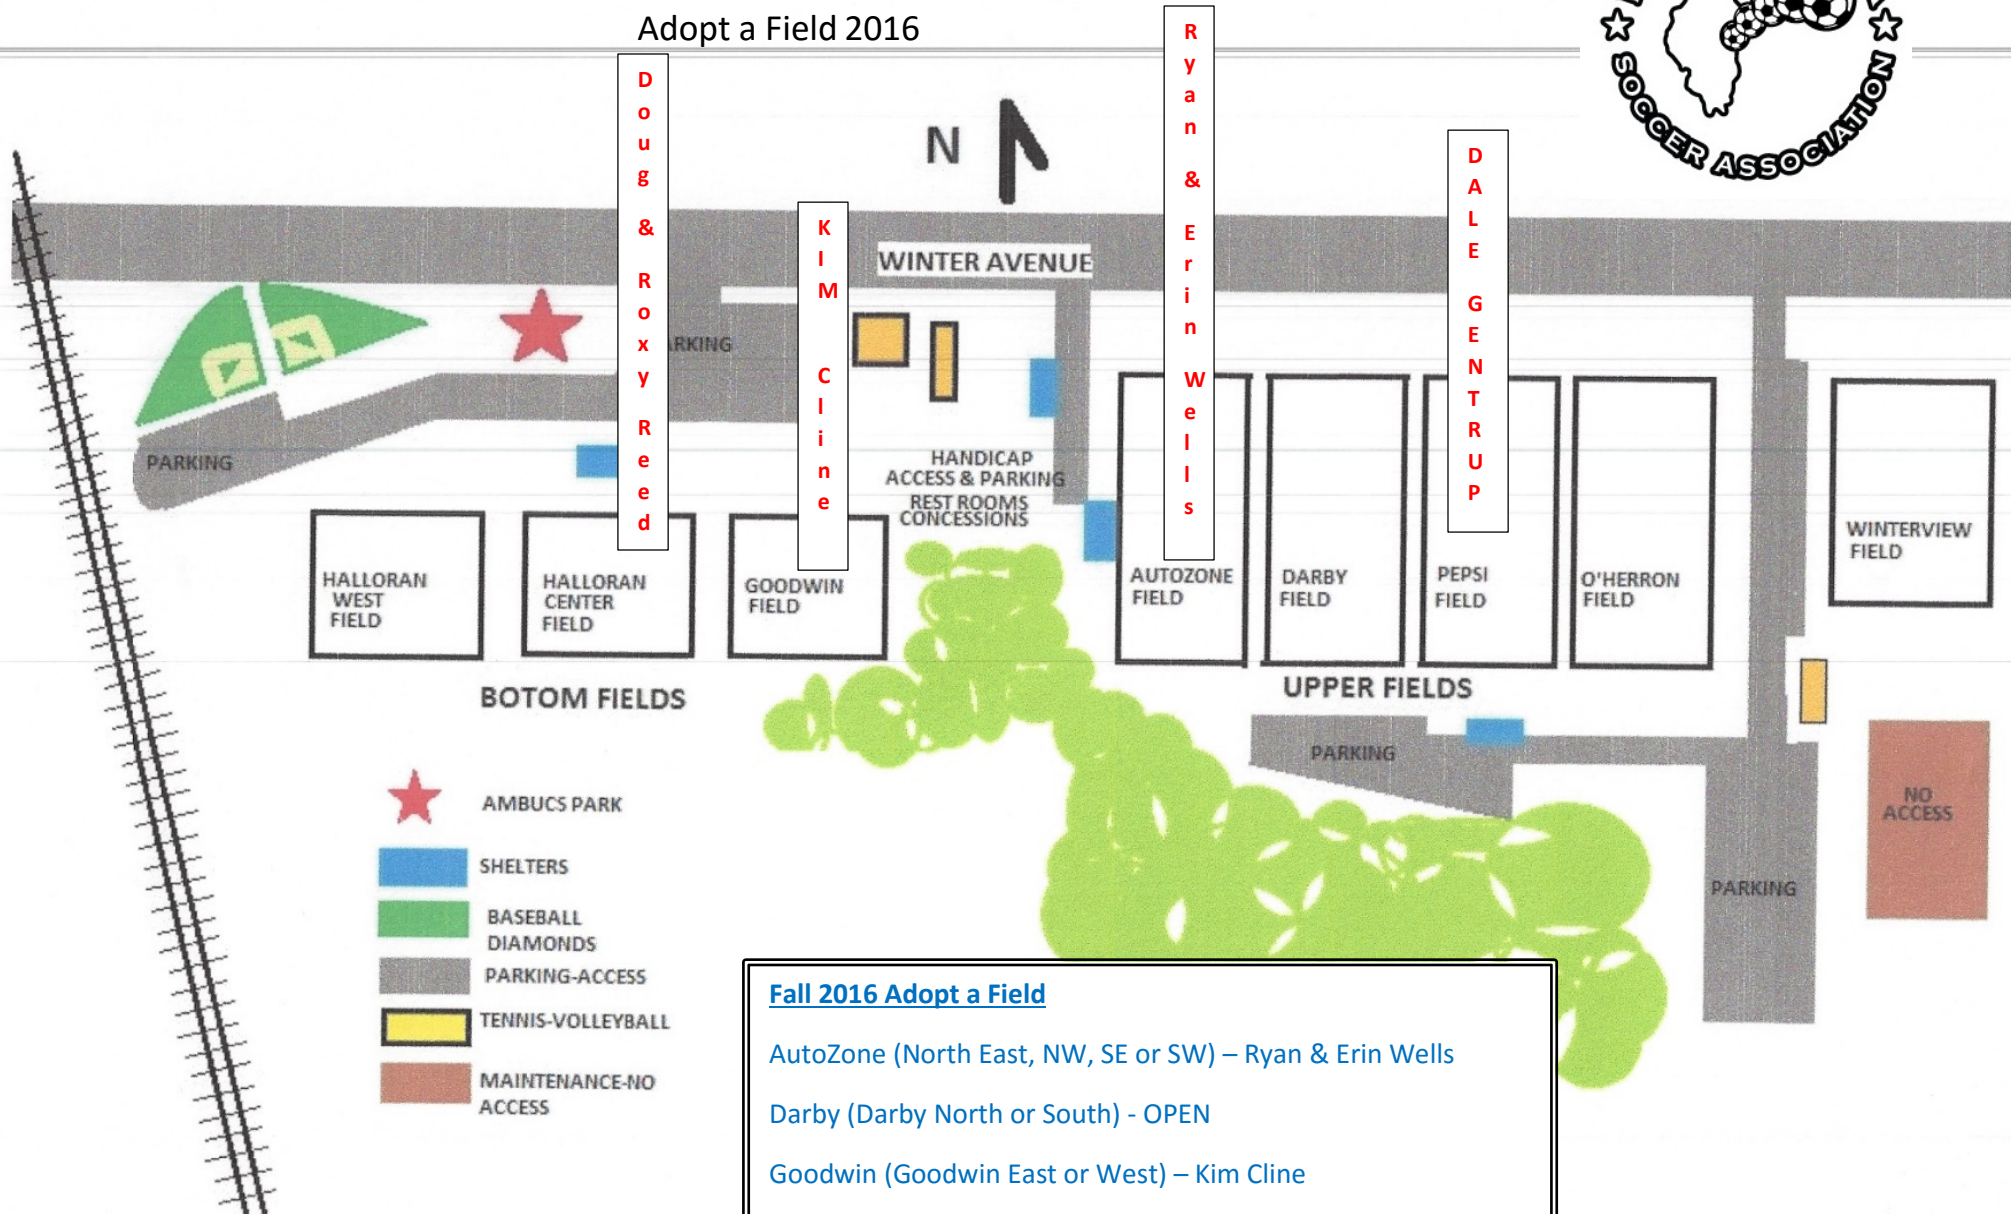 Adopt a Field 2016
SOCCER ASSOCIATION
Doug & Roxy Reed
KIM Cline
Ryan & Erin Wells
DALE GENTRUP
N
WINTER AVENUE
ARKING
PARKING
HANDICAP
ACCESS & PARKING
REST ROOMS
CONCESSIONS
HALLORAN
WEST
FIELD
HALLORAN
CENTER
FIELD
GOODWIN
FIELD
AUTOZONE
FIELD
DARBY
FIELD
PEPSI
FIELD
O'HERRON
FIELD
WINTERVIEW
FIELD
BOTOM FIELDS
UPPER FIELDS
PARKING
NO
ACCESS
PARKING
AMBUCS PARK
SHELTERS
BASEBALL
DIAMONDS
PARKING-ACCESS
TENNIS-VOLLEYBALL
MAINTENANCE-NO
ACCESS
Fall 2016 Adopt a Field
AutoZone (North East, NW, SE or SW) – Ryan & Erin Wells
Darby (Darby North or South) - OPEN
Goodwin (Goodwin East or West) – Kim Cline